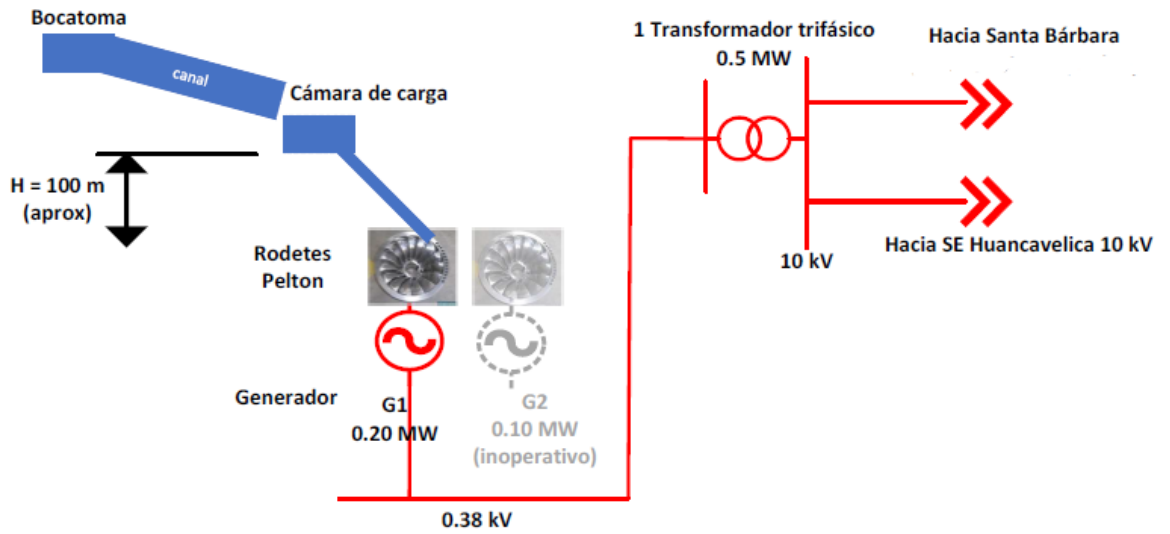 Bocatoma
canal
Cámara de carga
H = 100 m
(aprox)
Rodetes
Pelton
Generador
G1
0.20 MW
G2
0.10 MW
(inoperativo)
0.38 kV
1 Transformador trifásico
0.5 MW
10 kV
Hacia Santa Bárbara
Hacia SE Huancavelica 10 kV